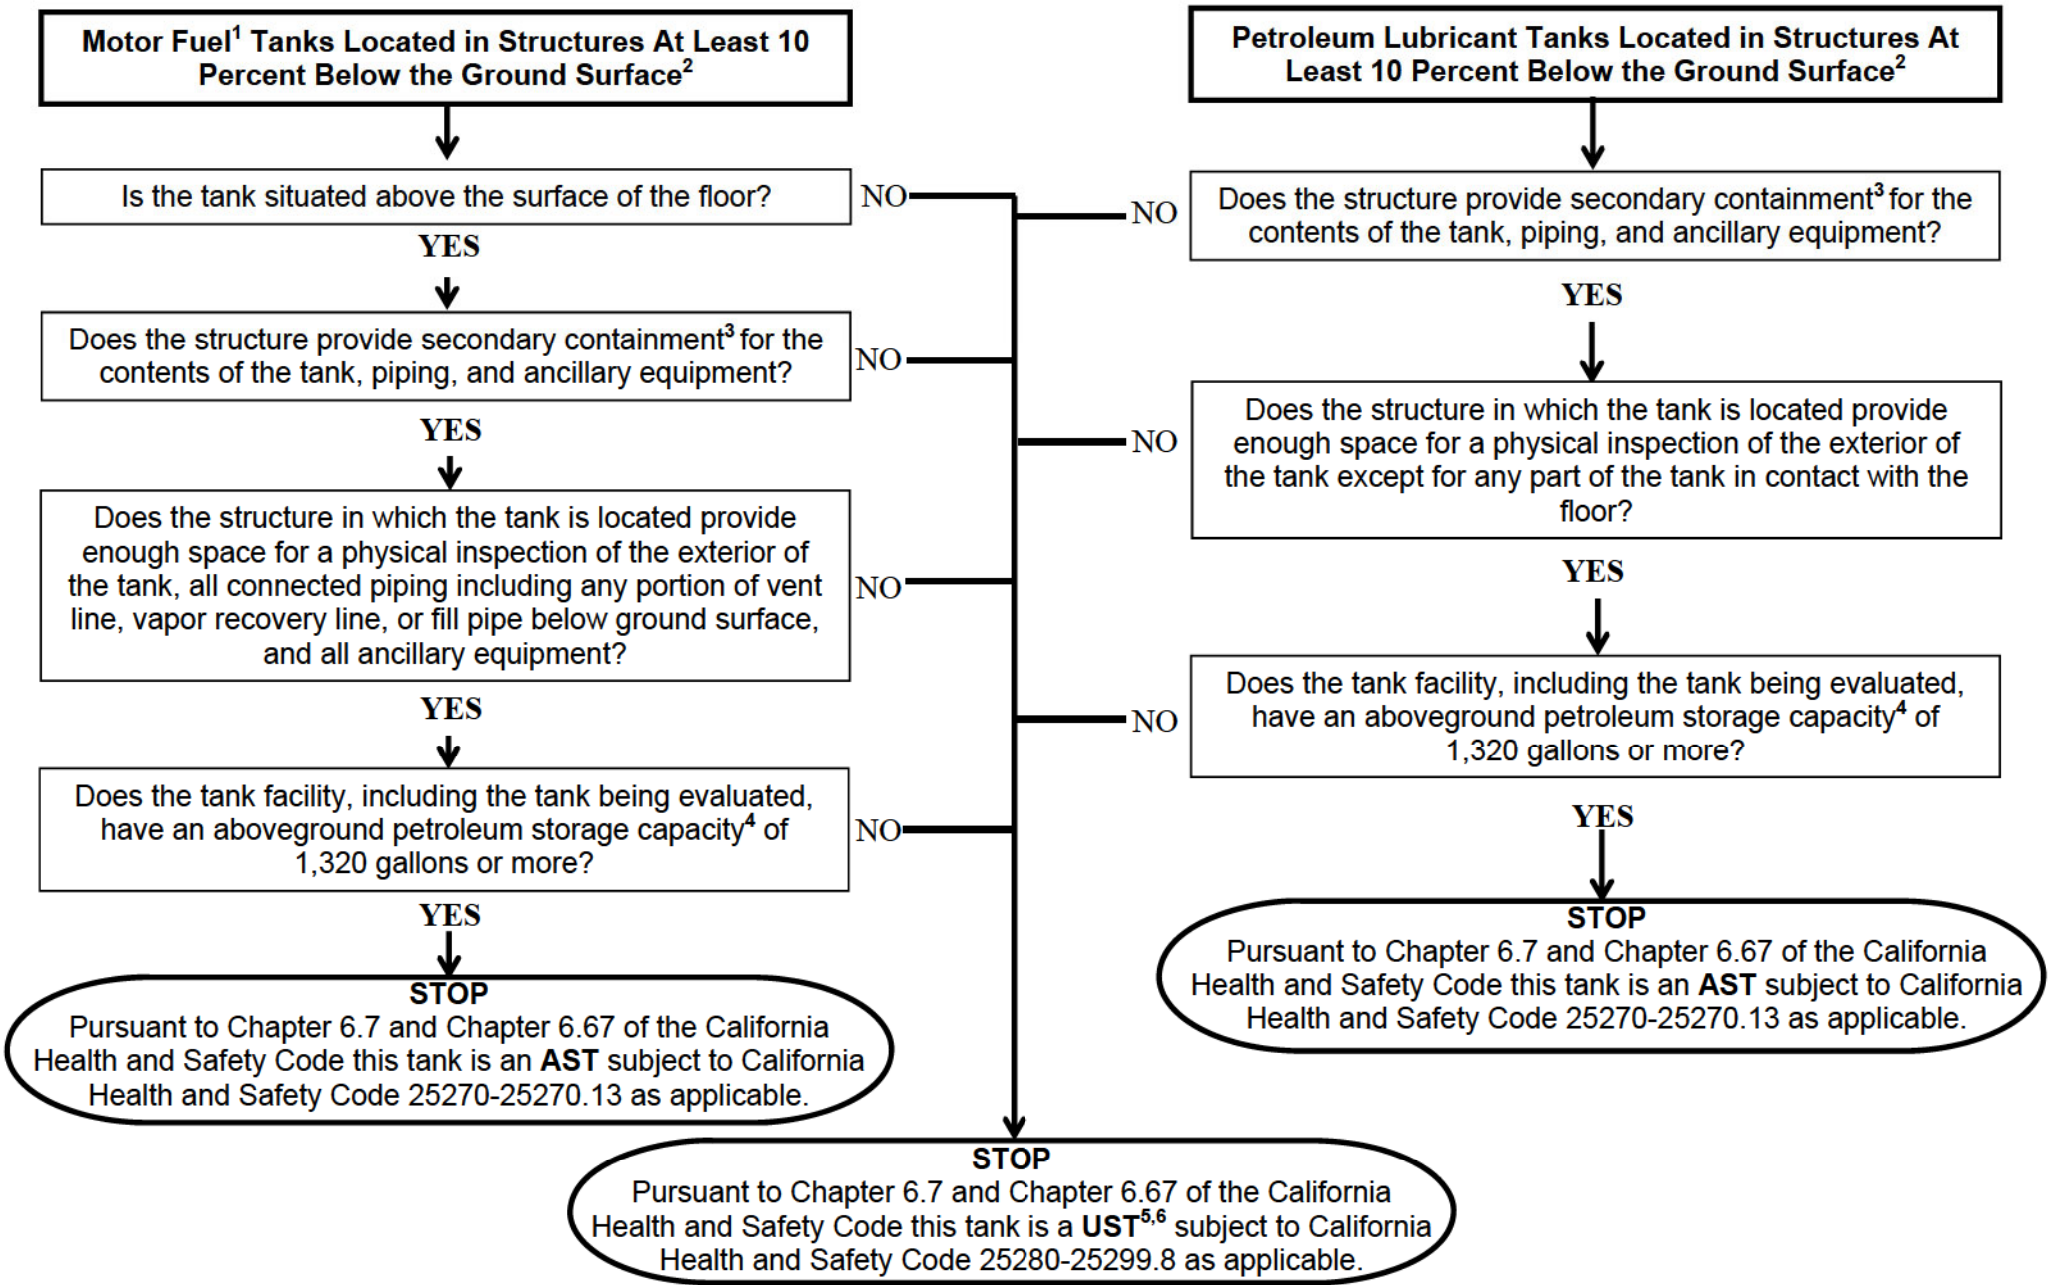 Motor Fuel¹ Tanks Located in Structures At Least 10
Percent Below the Ground Surface²
Is the tank situated above the surface of the floor?
NO
YES
Does the structure provide secondary containment³ for the
contents of the tank, piping, and ancillary equipment?
NO
YES
Does the structure in which the tank is located provide
enough space for a physical inspection of the exterior of
the tank, all connected piping including any portion of vent
line, vapor recovery line, or fill pipe below ground surface,
and all ancillary equipment?
NO
YES
Does the tank facility, including the tank being evaluated,
have an aboveground petroleum storage capacity⁴ of
1,320 gallons or more?
NO
YES
STOP
Pursuant to Chapter 6.7 and Chapter 6.67 of the California
Health and Safety Code this tank is an AST subject to California
Health and Safety Code 25270-25270.13 as applicable.
Petroleum Lubricant Tanks Located in Structures At
Least 10 Percent Below the Ground Surface²
NO
Does the structure provide secondary containment³ for the
contents of the tank, piping, and ancillary equipment?
YES
NO
Does the structure in which the tank is located provide
enough space for a physical inspection of the exterior of
the tank except for any part of the tank in contact with the
floor?
YES
NO
Does the tank facility, including the tank being evaluated,
have an aboveground petroleum storage capacity⁴ of
1,320 gallons or more?
YES
STOP
Pursuant to Chapter 6.7 and Chapter 6.67 of the California
Health and Safety Code this tank is an AST subject to California
Health and Safety Code 25270-25270.13 as applicable.
STOP
Pursuant to Chapter 6.7 and Chapter 6.67 of the California
Health and Safety Code this tank is a UST⁵,⁶ subject to California
Health and Safety Code 25280-25299.8 as applicable.